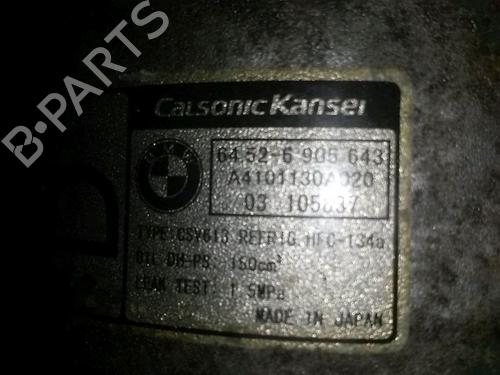 B-PARTS
CalsonicKansei
64.52-6 905 643
A4101130A020
03 105837
TYPE:CSV613 REFRIG HFC-134a
OIL DH-PS: 150cm³
LEAK TEST: 1.5MPa
MADE IN JAPAN